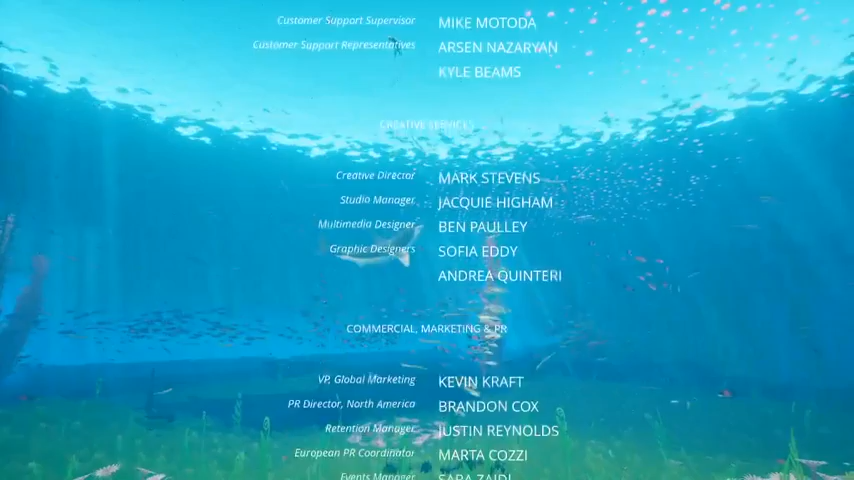 Customer Support Supervisor MIKE MOTODA
Customer Support Representatives ARSEN NAZARYAN
KYLE BEAMS
CREATIVE SERVICES
Creative Director MARK STEVENS
Studio Manager JACQUIE HIGHAM
Multimedia Designer BEN PAULLEY
Graphic Designers SOFIA EDDY
ANDREA QUINTERI
COMMERCIAL, MARKETING & PR
VP, Global Marketing KEVIN KRAFT
PR Director, North America BRANDON COX
Retention Manager JUSTIN REYNOLDS
European PR Coordinator MARTA COZZI
Events Manager SARA ZAIDI